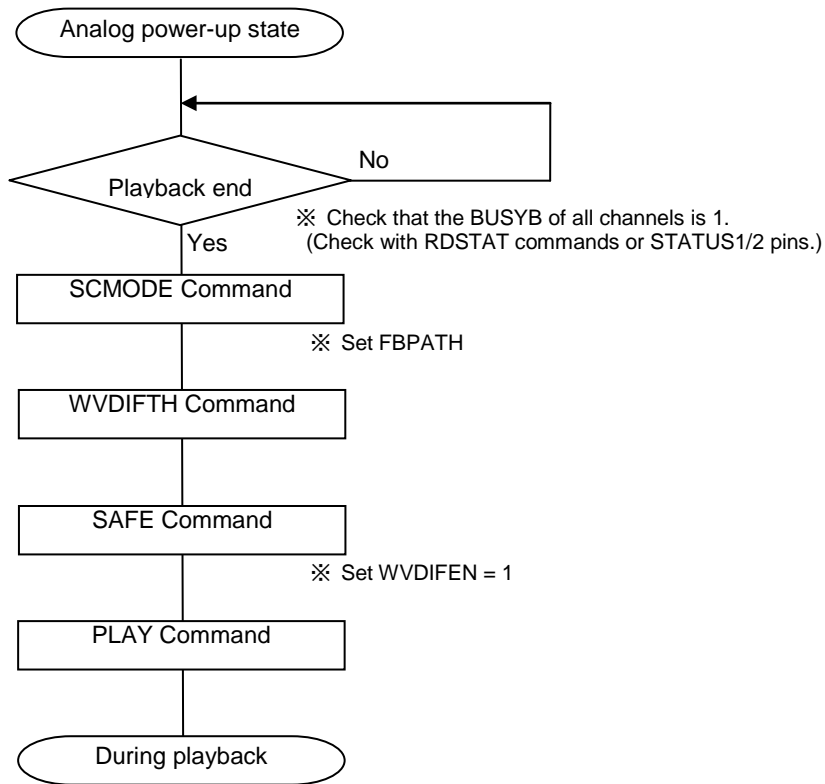 Analog power-up state
No
Playback end
※ Check that the BUSYB of all channels is 1.
(Check with RDSTAT commands or STATUS1/2 pins.)
Yes
SCMODE Command
※ Set FBPATH
WVDIFTH Command
SAFE Command
※ Set WVDIFEN = 1
PLAY Command
During playback